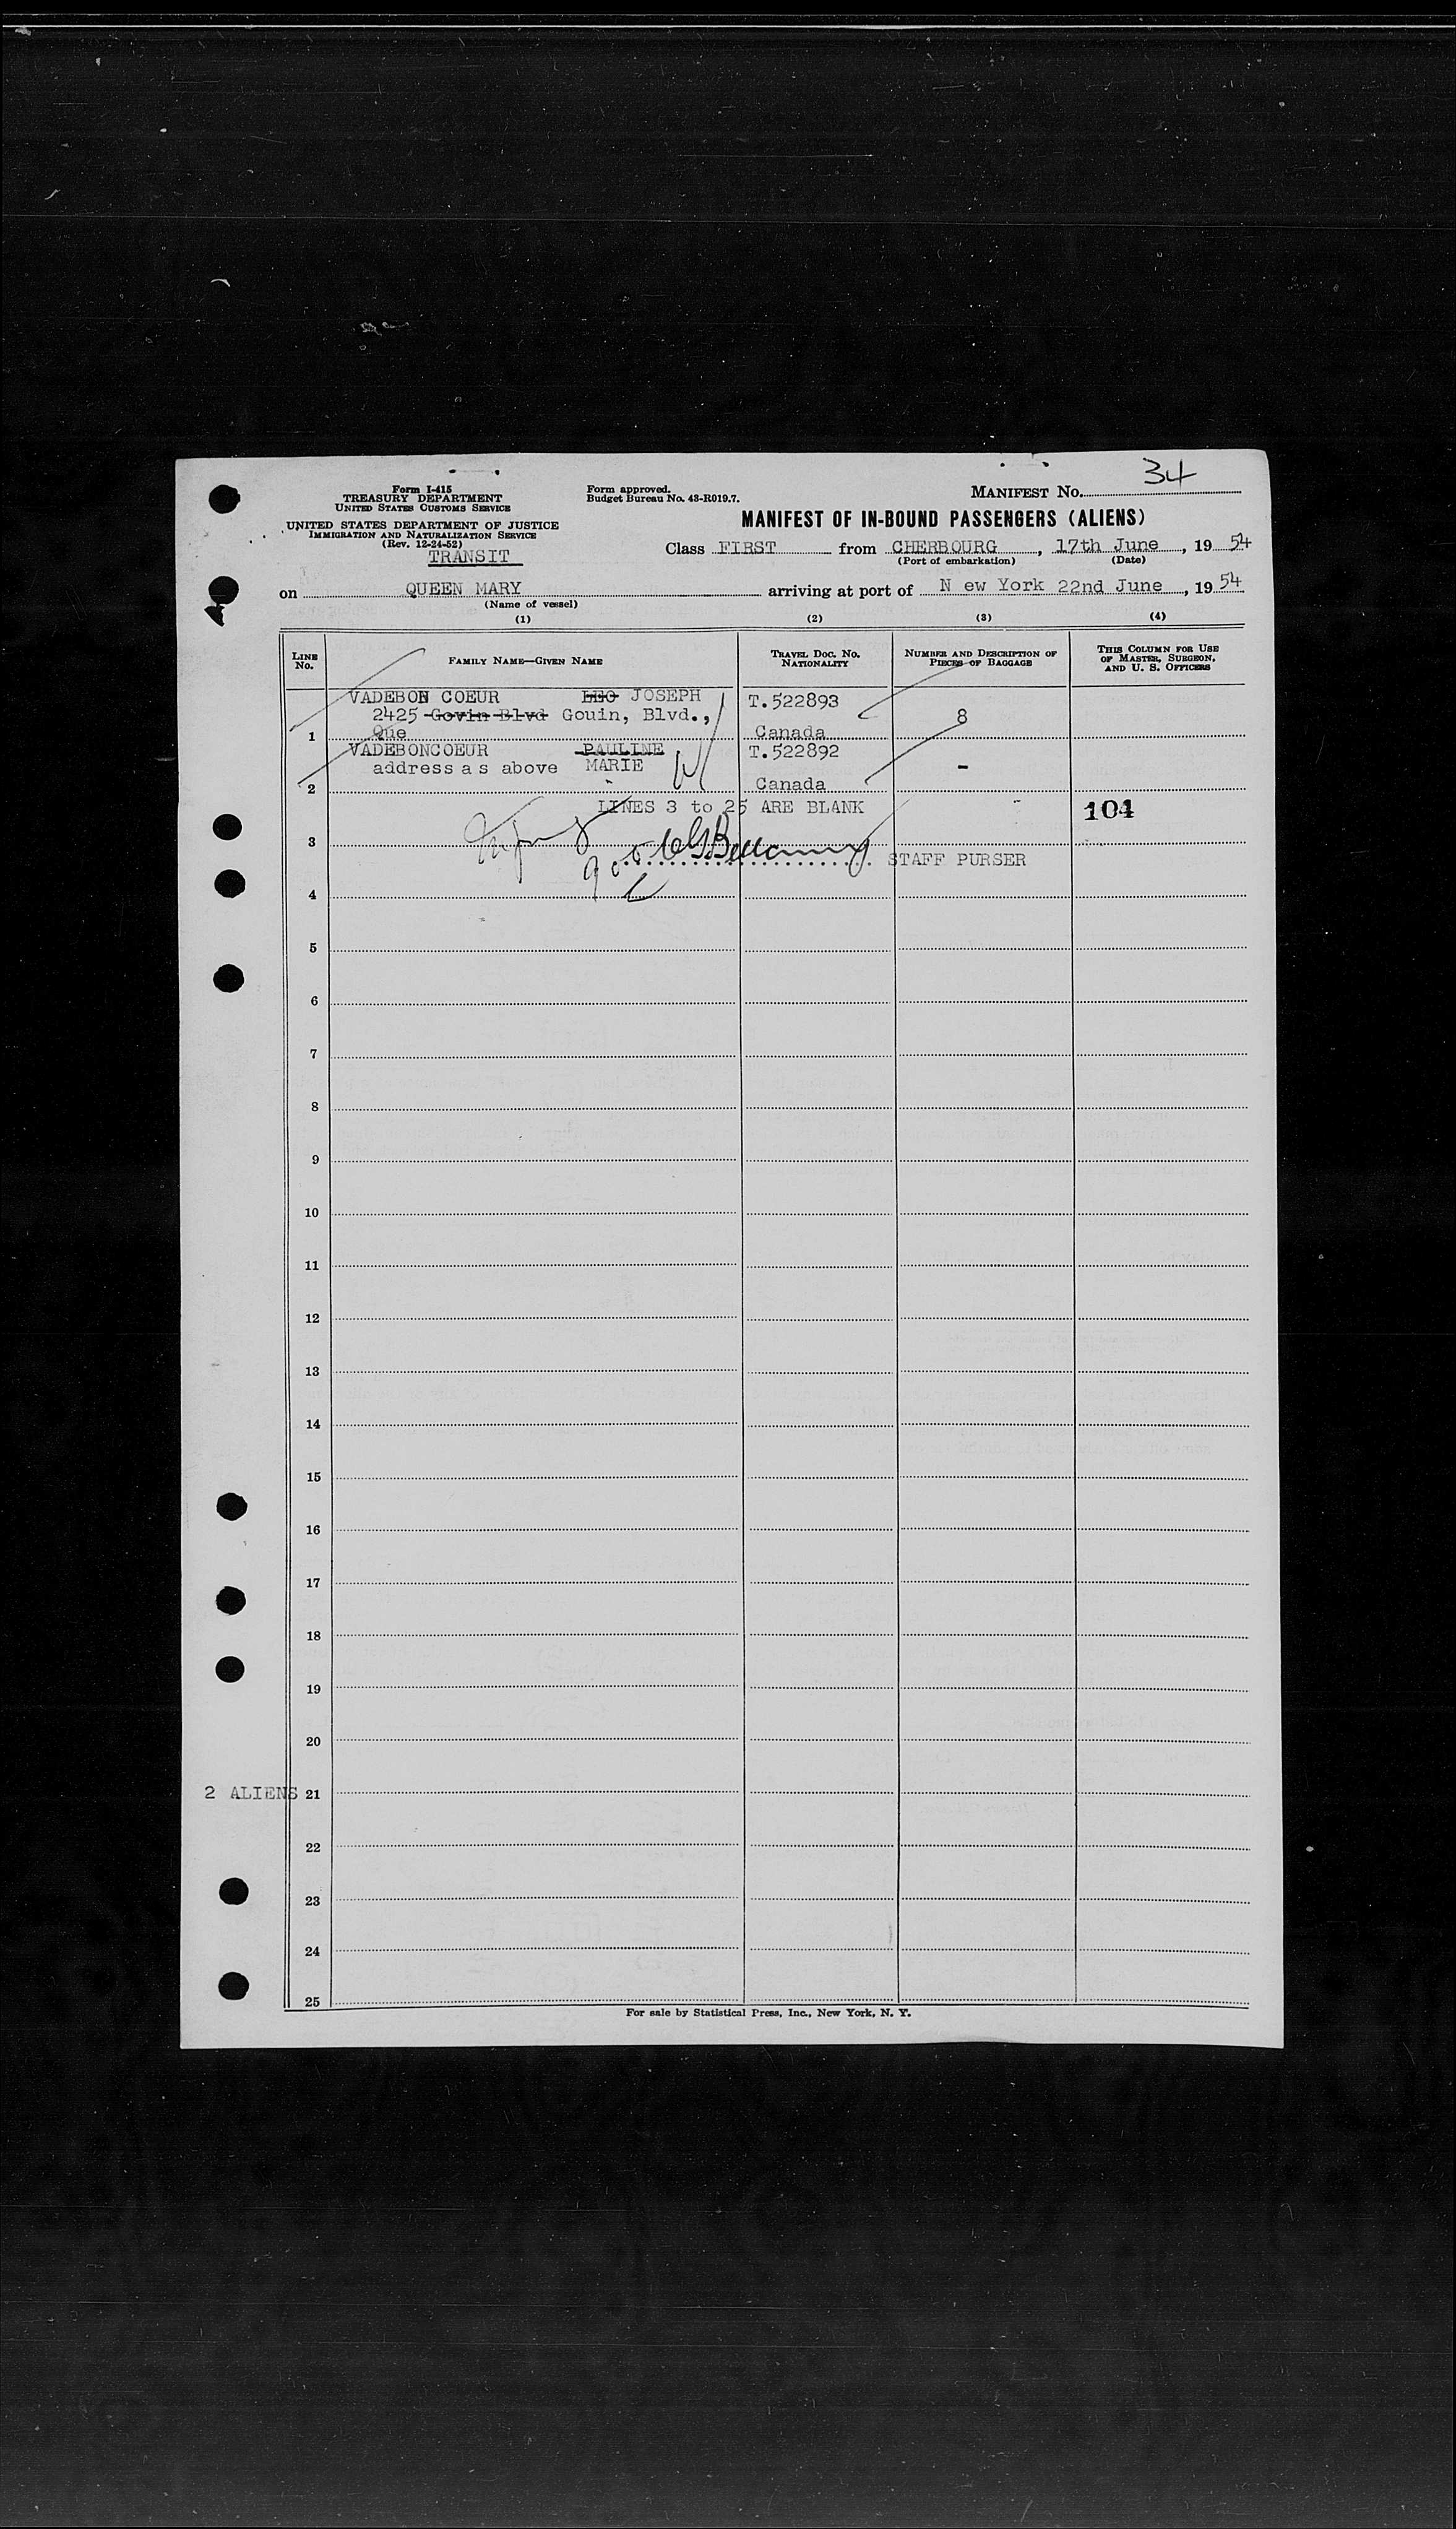 34
Form I-415
TREASURY DEPARTMENT
UNITED STATES CUSTOMS SERVICE
Form approved.
Budget Bureau No. 43-R019.7.
MANIFEST No.
UNITED STATES DEPARTMENT OF JUSTICE
IMMIGRATION AND NATURALIZATION SERVICE
(Rev. 12-24-52)
TRANSIT
MANIFEST OF IN-BOUND PASSENGERS (ALIENS)
Class FIRST from CHERBOURG, 17th June, 19 54
(Port of embarkation) (Date)
on QUEEN MARY arriving at port of N ew York 22nd June, 19 54
(Name of vessel)
(1) (2) (3) (4)
LINE No. FAMILY NAME—GIVEN NAME TRAVEL DOC. No. NATIONALITY NUMBER AND DESCRIPTION OF PIECES OF BAGGAGE THIS COLUMN FOR USE OF MASTER, SURGEON, AND U. S. OFFICERS
VADEBON COEUR LEO JOSEPH T.522893
2425 Govin Blvd Gouin, Blvd., 8
1 Que Canada
VADEBONCOEUR PAULINE T.522892
address a s above MARIE -
2 Canada
LINES 3 to 25 ARE BLANK 104
3
STAFF PURSER
4
5
6
7
8
9
10
11
12
13
14
15
16
17
18
19
20
2 ALIENS 21
22
23
24
25
For sale by Statistical Press, Inc., New York, N. Y.